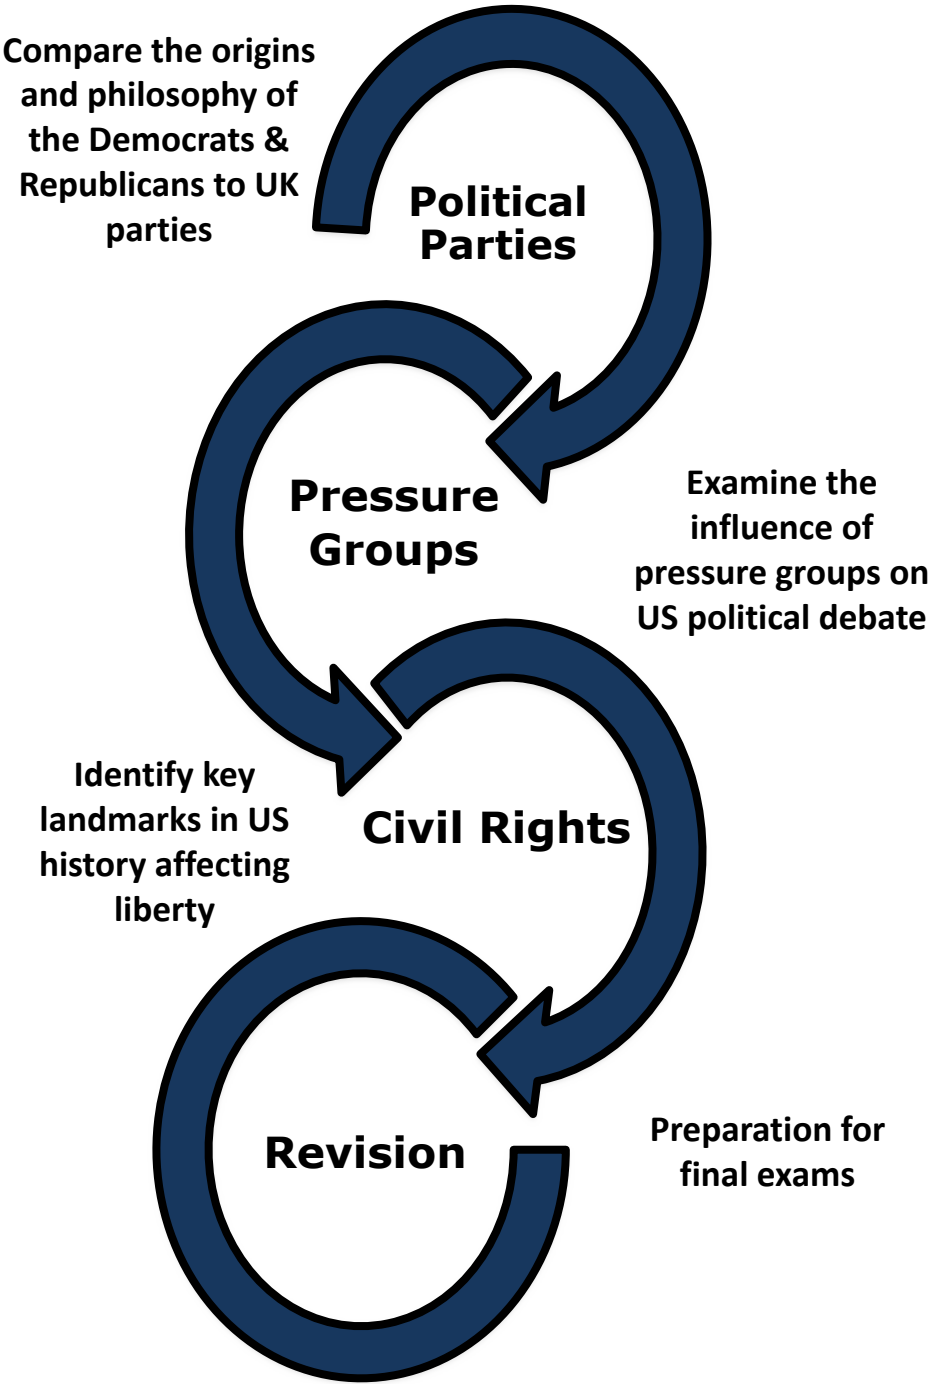 Compare the origins
and philosophy of
the Democrats &
Republicans to UK
parties
Political
Parties
Pressure
Groups
Examine the
influence of
pressure groups on
US political debate
Identify key
landmarks in US
history affecting
liberty
Civil Rights
Revision
Preparation for
final exams